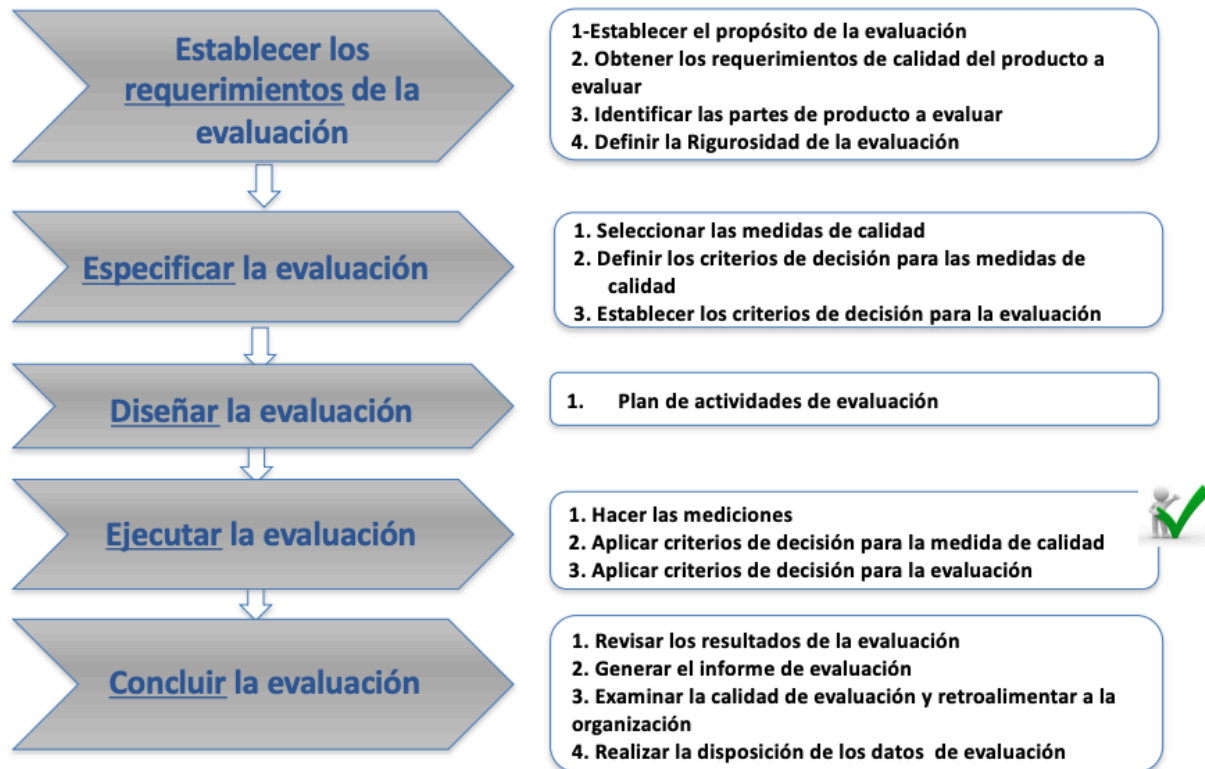 Establecer los
requerimientos de la
evaluación
1-Establecer el propósito de la evaluación
2. Obtener los requerimientos de calidad del producto a
evaluar
3. Identificar las partes de producto a evaluar
4. Definir la Rigurosidad de la evaluación
Especificar la evaluación
1. Seleccionar las medidas de calidad
2. Definir los criterios de decisión para las medidas de
calidad
3. Establecer los criterios de decisión para la evaluación
Diseñar la evaluación
1. Plan de actividades de evaluación
Ejecutar la evaluación
1. Hacer las mediciones
2. Aplicar criterios de decisión para la medida de calidad
3. Aplicar criterios de decisión para la evaluación
Concluir la evaluación
1. Revisar los resultados de la evaluación
2. Generar el informe de evaluación
3. Examinar la calidad de evaluación y retroalimentar a la
organización
4. Realizar la disposición de los datos de evaluación